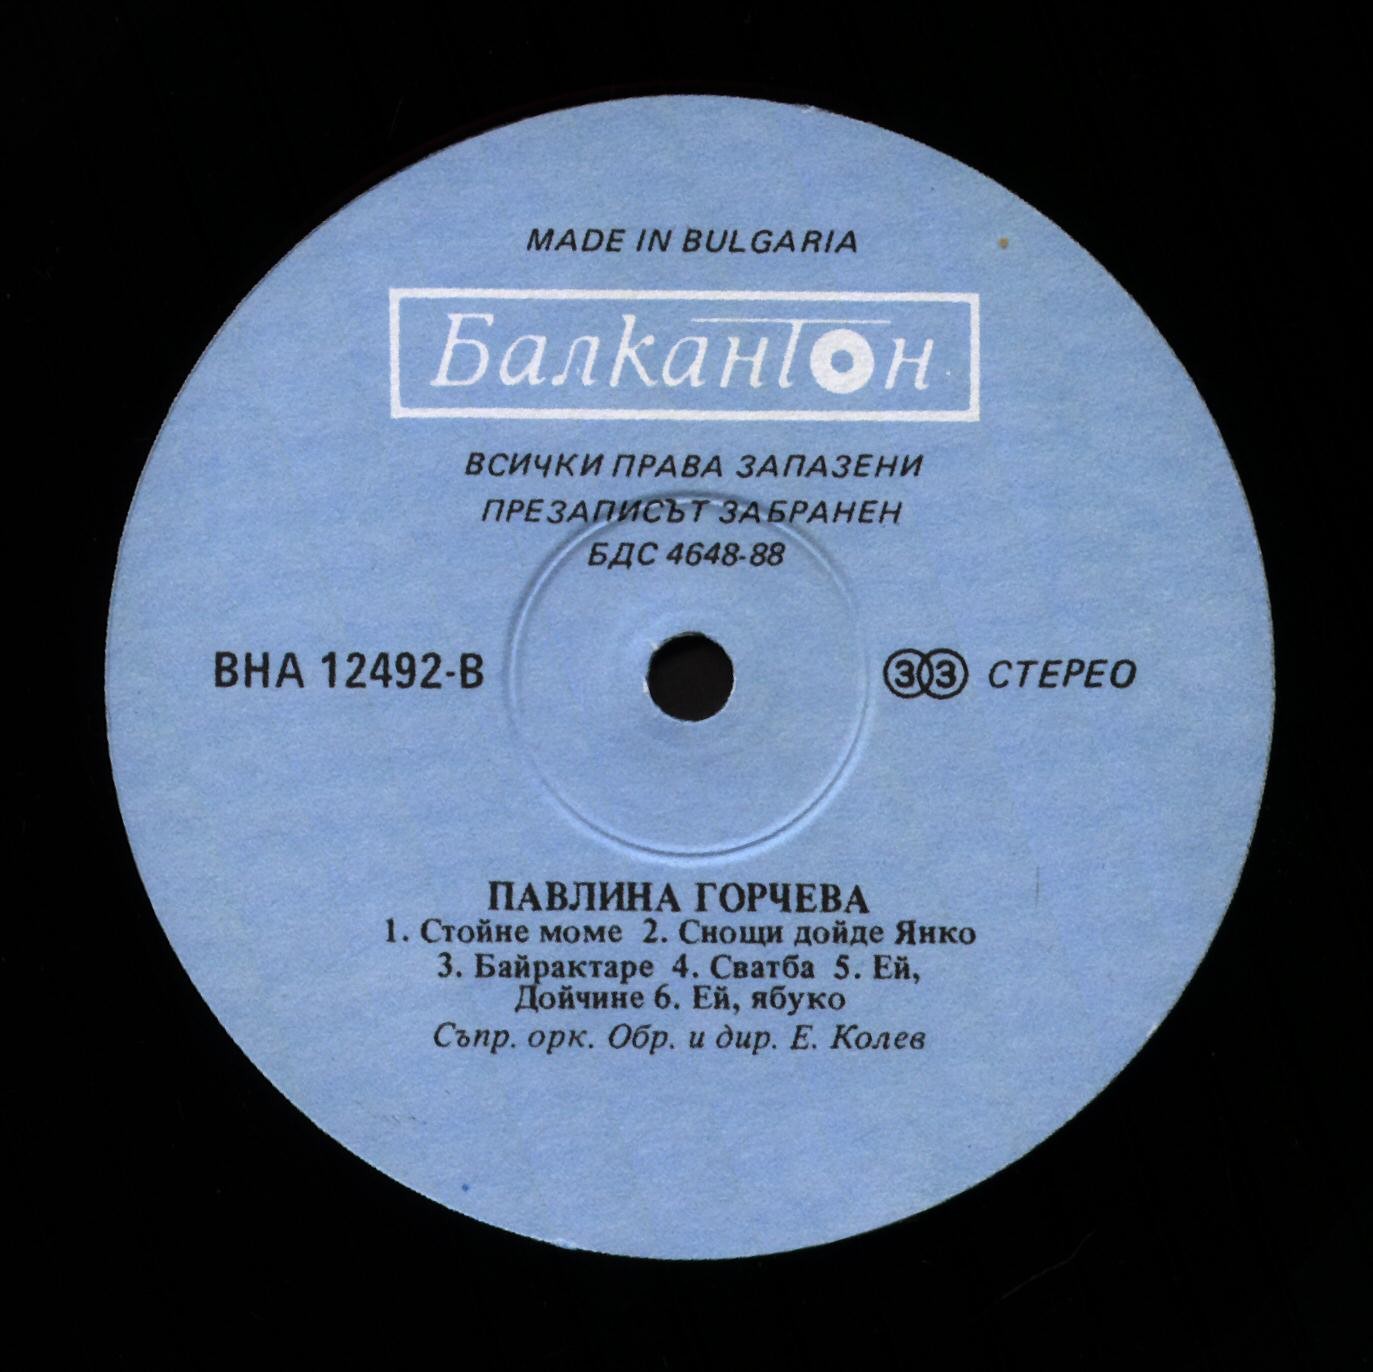 MADE IN BULGARIA
Балкантон
ВСИЧКИ ПРАВА ЗАПАЗЕНИ
ПРЕЗАПИСЪТ ЗАБРАНЕН
БДС 4648-88
ВНА 12492-В
33 СТЕРЕО
ПАВЛИНА ГОРЧЕВА
1. Стойне моме 2. Снощи дойде Янко
3. Байрактаре 4. Сватба 5. Ей,
Дойчине 6. Ей, ябуко
Съпр. орк. Обр. и дир. Е. Колев